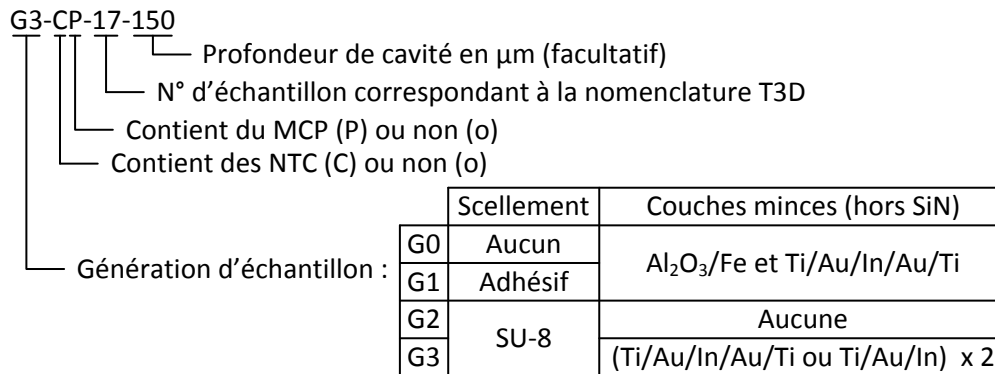 G3-CP-17-150
Profondeur de cavité en µm (facultatif)
N° d’échantillon correspondant à la nomenclature T3D
Contient du MCP (P) ou non (o)
Contient des NTC (C) ou non (o)
Génération d’échantillon :
Scellement Couches minces (hors SiN)
G0 Aucun Al₂O₃/Fe et Ti/Au/In/Au/Ti
G1 Adhésif
G2 SU-8 Aucune
G3 (Ti/Au/In/Au/Ti ou Ti/Au/In) x 2